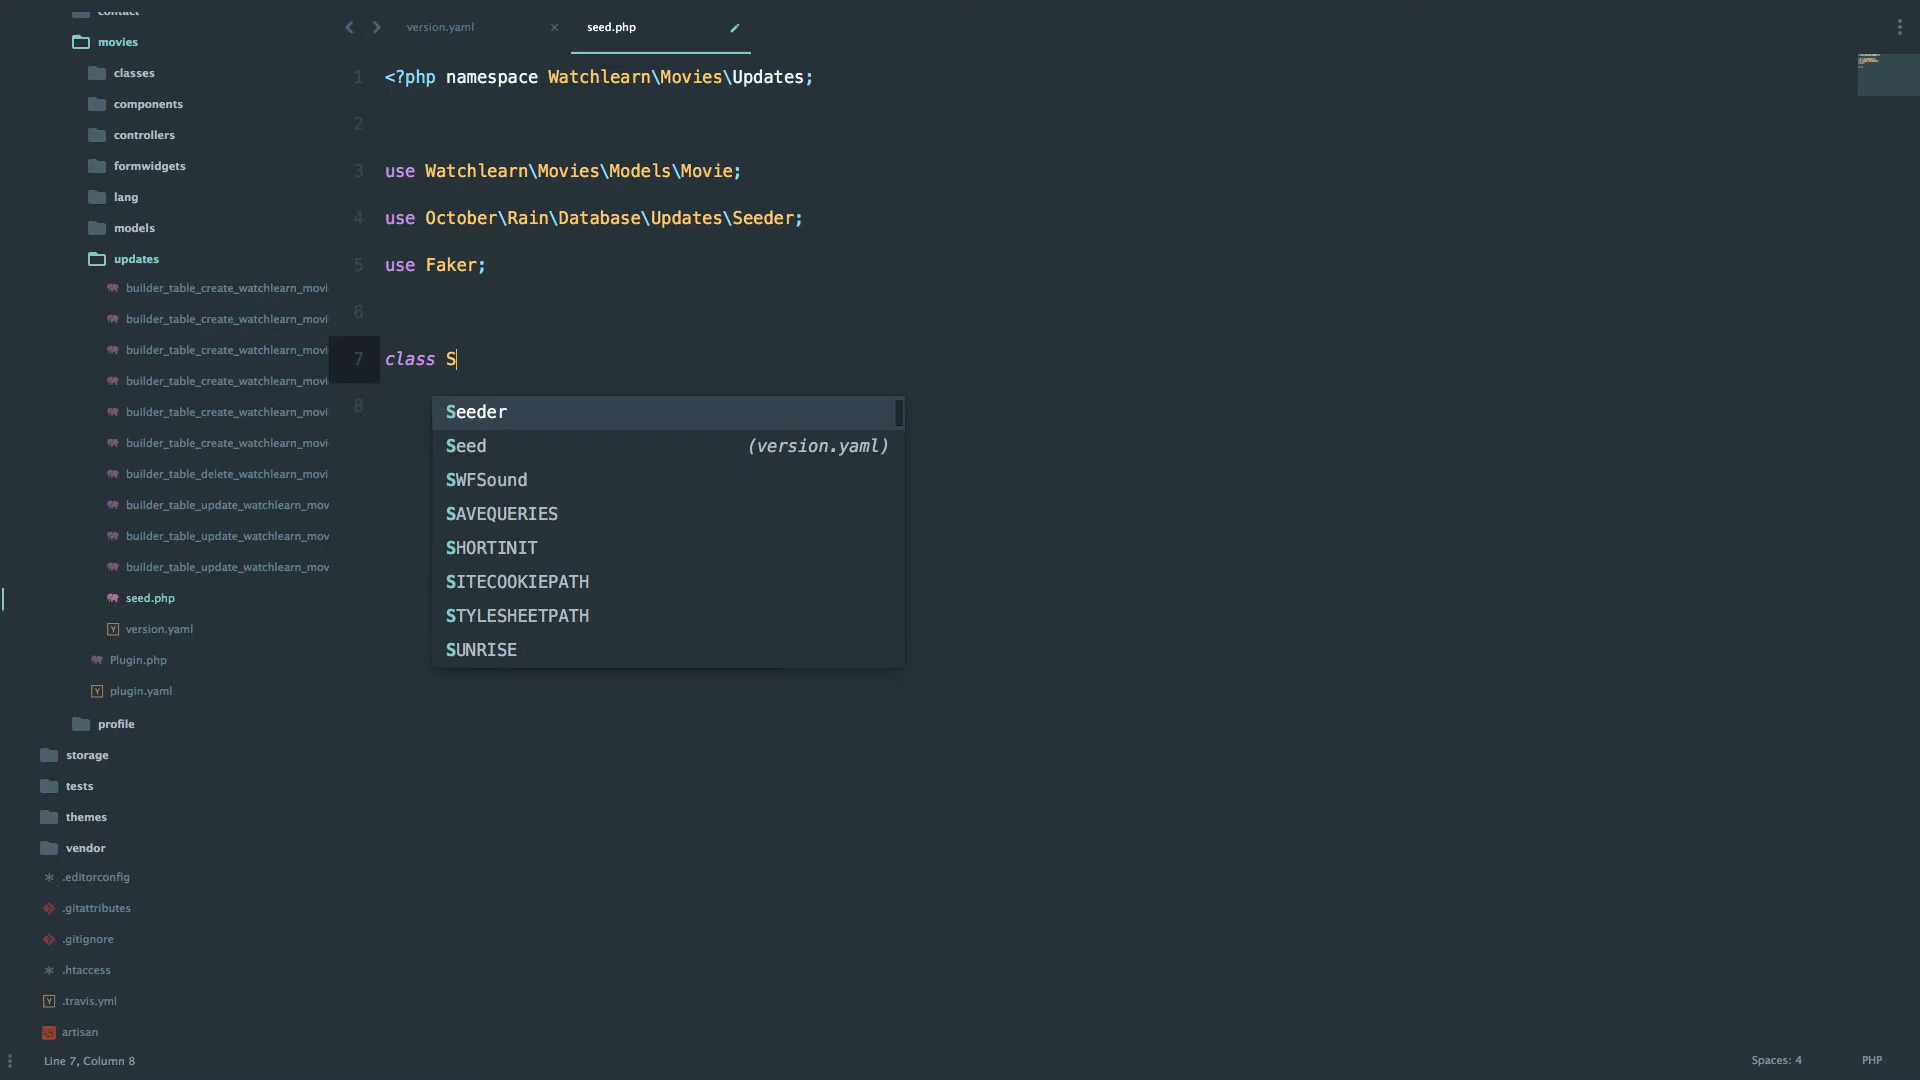 contact
movies
classes
components
controllers
formwidgets
lang
models
updates
builder_table_create_watchlearn_movi
builder_table_create_watchlearn_movi
builder_table_create_watchlearn_movi
builder_table_create_watchlearn_movi
builder_table_create_watchlearn_movi
builder_table_create_watchlearn_movi
builder_table_delete_watchlearn_movi
builder_table_update_watchlearn_mov
builder_table_update_watchlearn_mov
builder_table_update_watchlearn_mov
seed.php
version.yaml
Plugin.php
plugin.yaml
profile
storage
tests
themes
vendor
.editorconfig
.gitattributes
.gitignore
.htaccess
.travis.yml
artisan
version.yaml
seed.php
1 <?php namespace Watchlearn\Movies\Updates;
2
3 use Watchlearn\Movies\Models\Movie;
4 use October\Rain\Database\Updates\Seeder;
5 use Faker;
6
7 class S
8
Seeder
Seed (version.yaml)
SWFSound
SAVEQUERIES
SHORTINIT
SITECOOKIEPATH
STYLESHEETPATH
SUNRISE
Line 7, Column 8
Spaces: 4
PHP